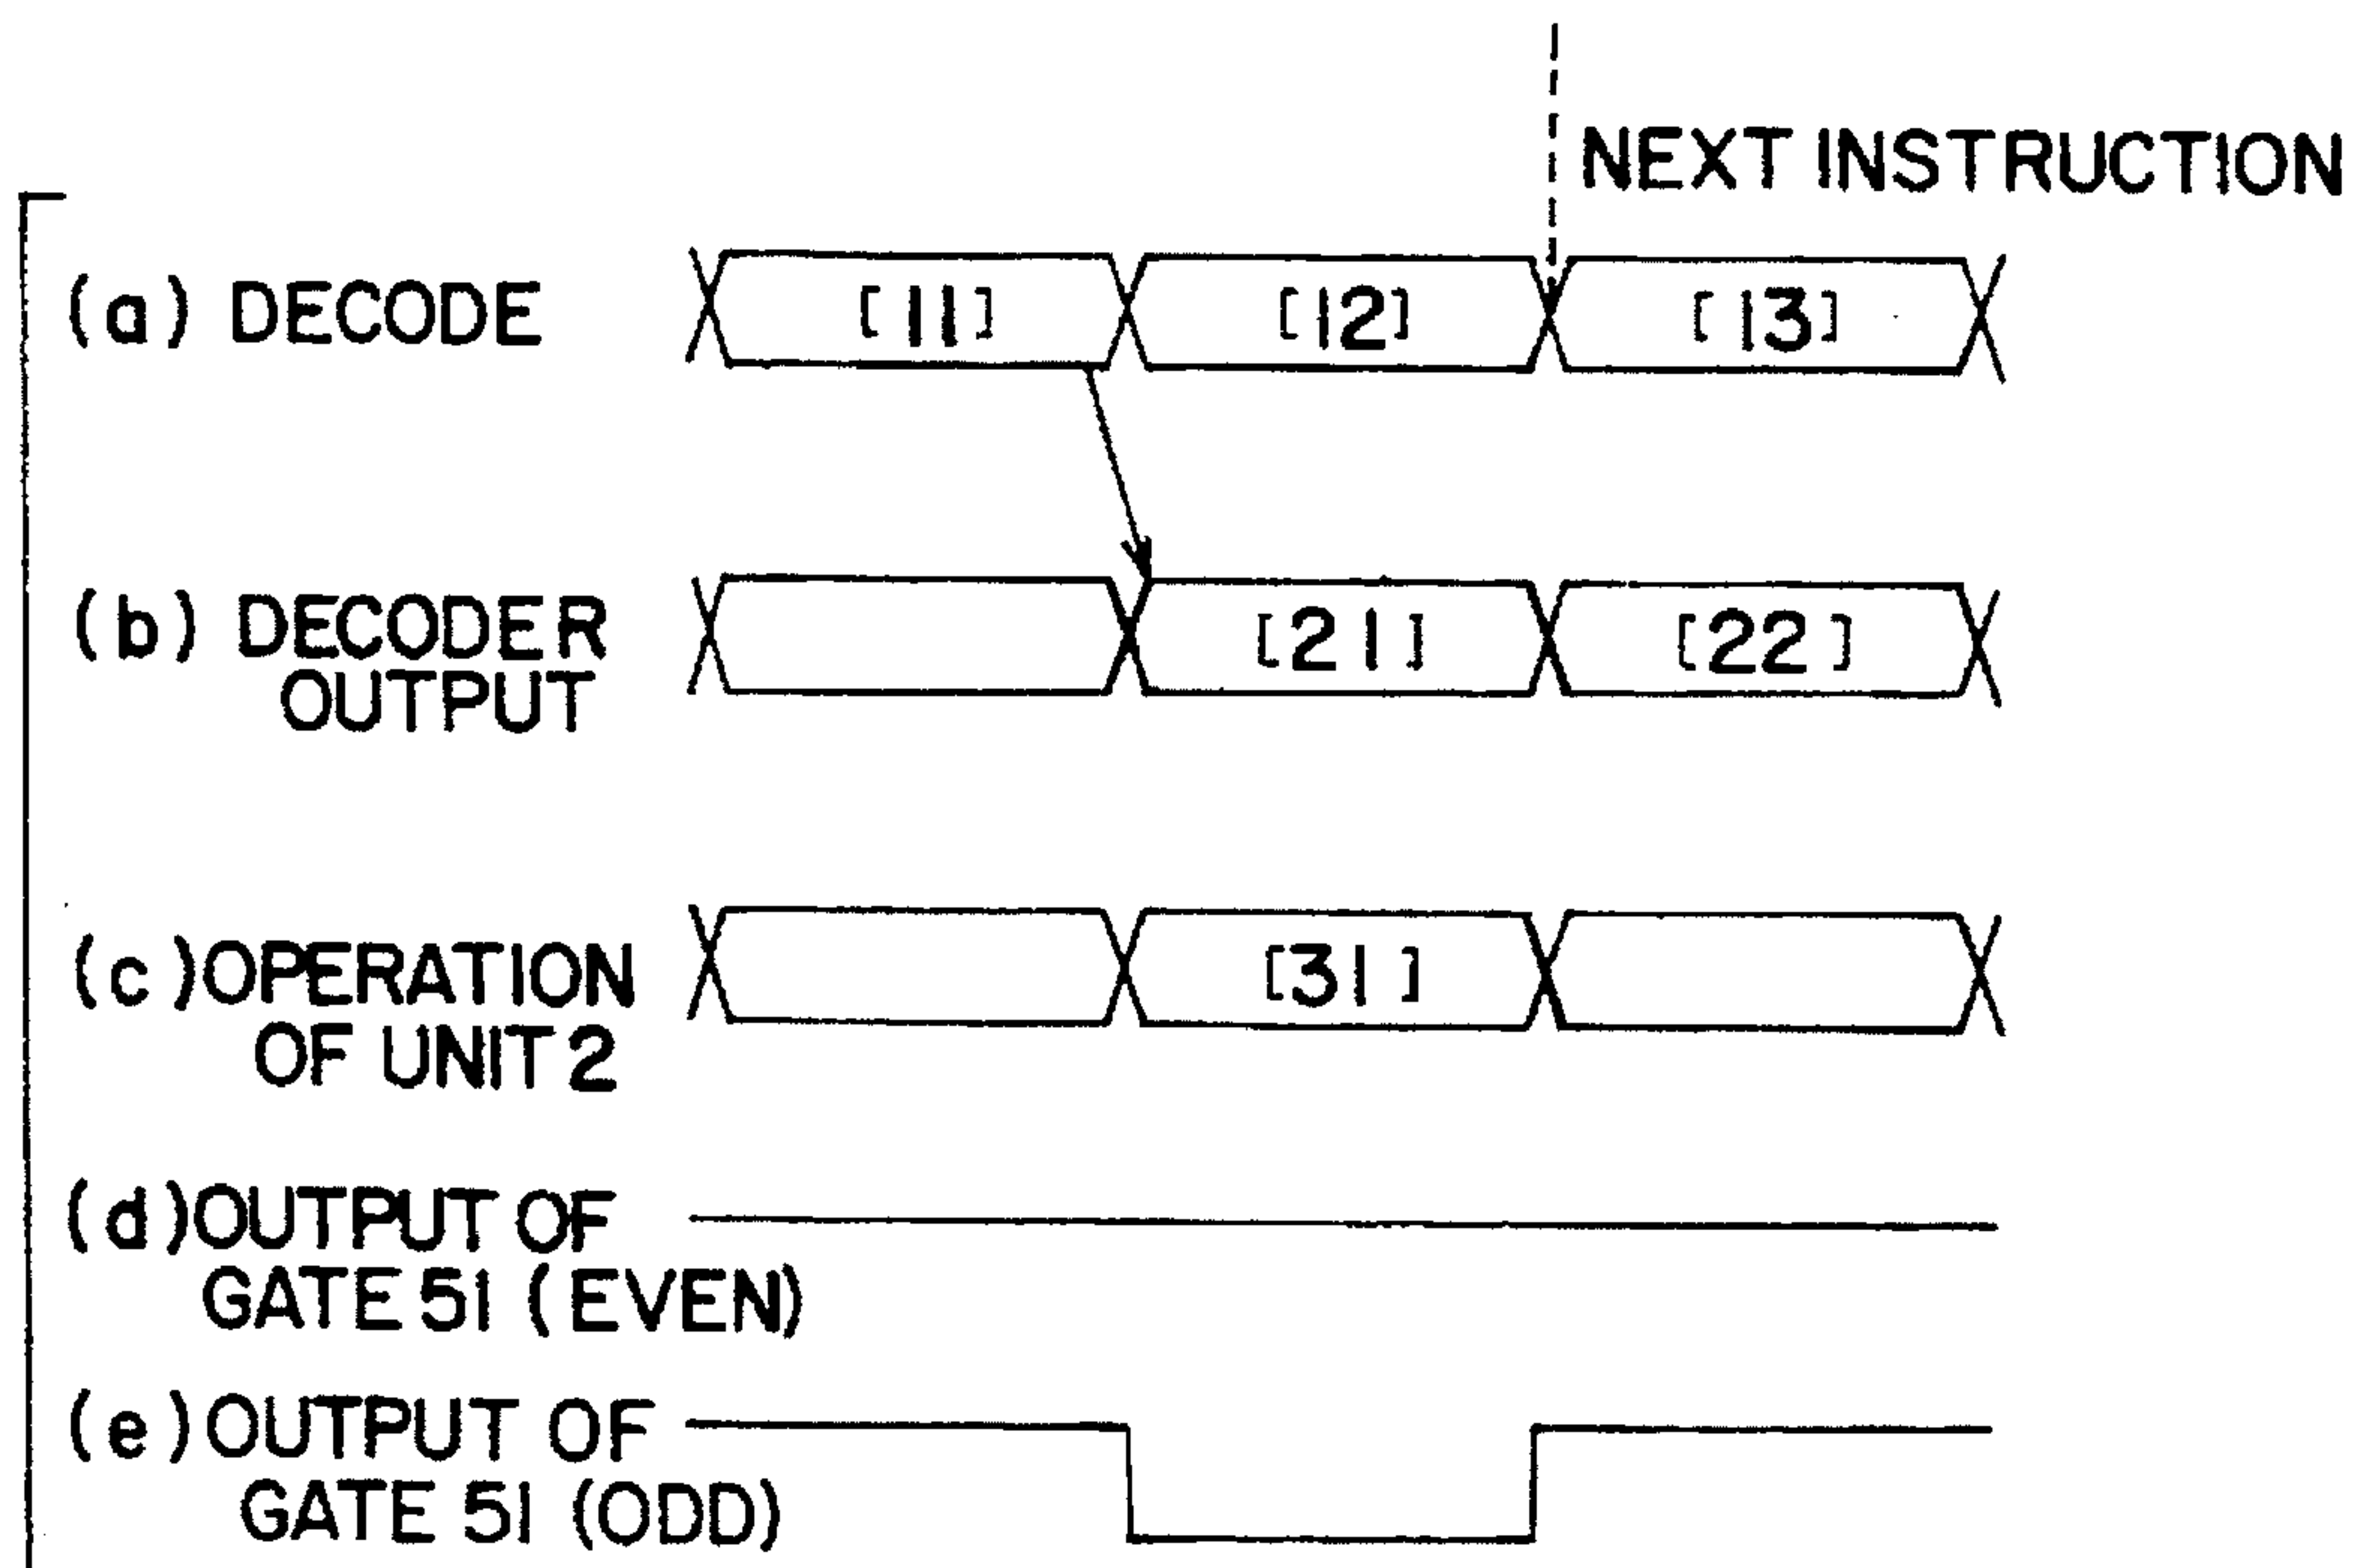 NEXT INSTRUCTION
(a) DECODE [11] [12] [13]
(b) DECODER [21] [22]
OUTPUT
(c) OPERATION [31]
OF UNIT 2
(d) OUTPUT OF
GATE 51 (EVEN)
(e) OUTPUT OF
GATE 51 (ODD)